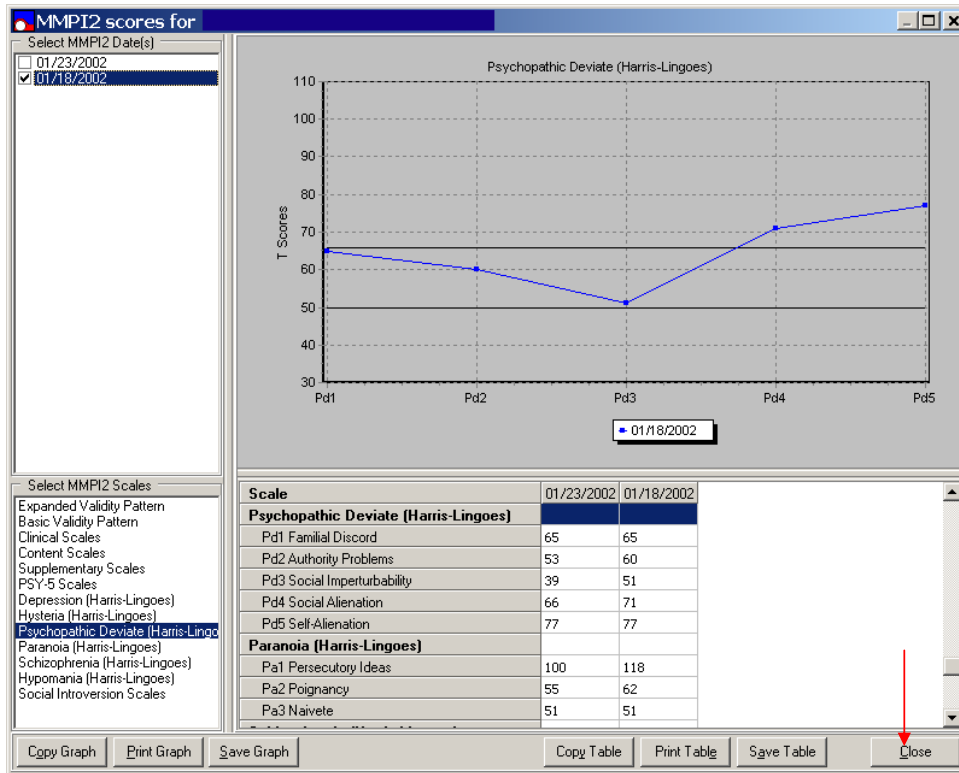 MMPI2 scores for
Select MMPI2 Date(s)
01/23/2002
01/18/2002
Psychopathic Deviate (Harris-Lingoes)
110
100
90
80
70
60
50
40
30
T Scores
Pd1 Pd2 Pd3 Pd4 Pd5
01/18/2002
Select MMPI2 Scales
Expanded Validity Pattern
Basic Validity Pattern
Clinical Scales
Content Scales
Supplementary Scales
PSY-5 Scales
Depression (Harris-Lingoes)
Hysteria (Harris-Lingoes)
Psychopathic Deviate (Harris-Lingo
Paranoia (Harris-Lingoes)
Schizophrenia (Harris-Lingoes)
Hypomania (Harris-Lingoes)
Social Introversion Scales
Scale 01/23/2002 01/18/2002
Psychopathic Deviate (Harris-Lingoes)
Pd1 Familial Discord 65 65
Pd2 Authority Problems 53 60
Pd3 Social Imperturbability 39 51
Pd4 Social Alienation 66 71
Pd5 Self-Alienation 77 77
Paranoia (Harris-Lingoes)
Pa1 Persecutory Ideas 100 118
Pa2 Poignancy 55 62
Pa3 Naivete 51 51
Copy Graph Print Graph Save Graph Copy Table Print Table Save Table Close